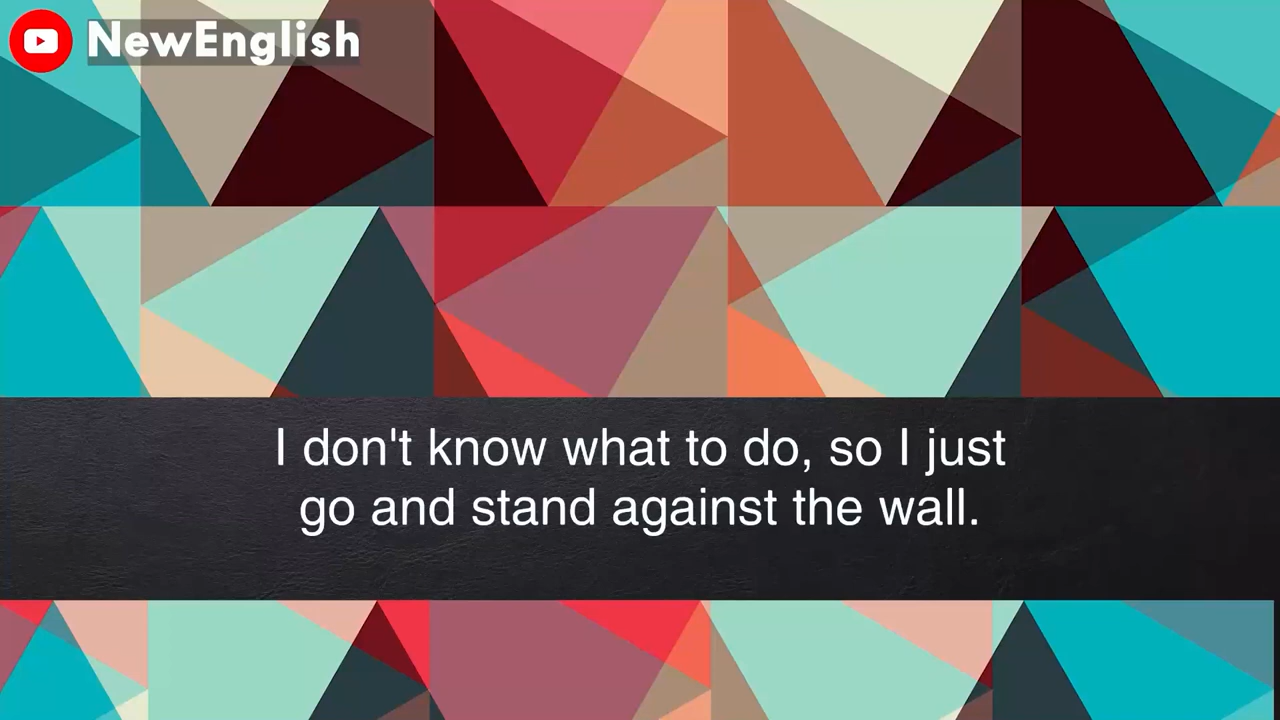 NewEnglish
I don't know what to do, so I just
go and stand against the wall.